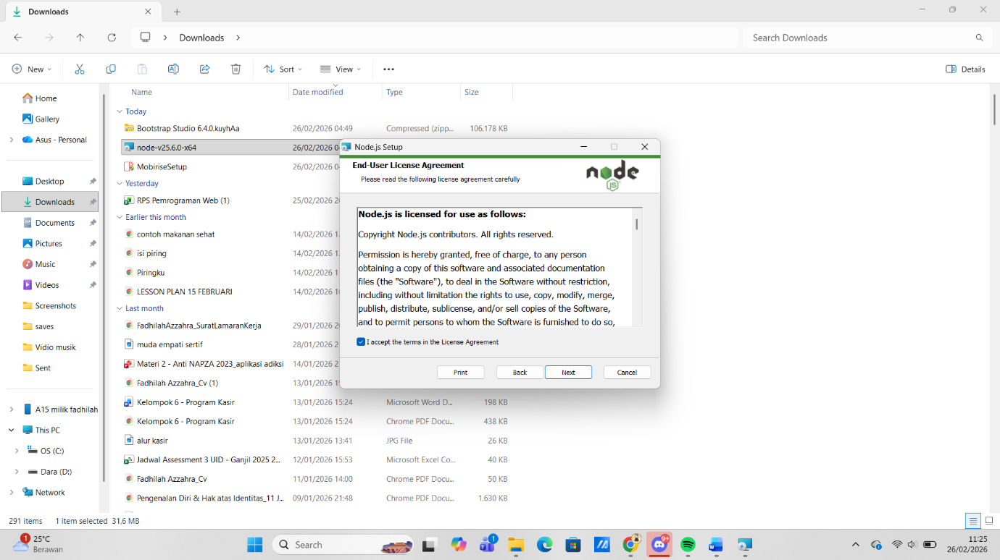 Downloads
Downloads
Search Downloads
New
Sort
View
Details
Home
Gallery
Asus - Personal
Desktop
Downloads
Documents
Pictures
Music
Videos
Screenshots
saves
Vidio musik
Sent
A15 milik fadhilah
This PC
OS (C:)
Dara (D:)
Network
Name Date modified Type Size
Today
Bootstrap Studio 6.4.0.kuyhAa 26/02/2026 04:49 Compressed (zipp... 106.178 KB
node-v25.6.0-x64 26/02/2026 0
MobiriseSetup 26/02/2026 0
Yesterday
RPS Pemrograman Web (1) 25/02/2026 2
Earlier this month
contoh makanan sehat 14/02/2026 1
isi piring 14/02/2026 1
Piringku 14/02/2026 1
LESSON PLAN 15 FEBRUARI 14/02/2026 1
Last month
FadhilahAzzahra_SuratLamaranKerja 29/01/2026 2
muda empati sertif 28/01/2026 2
Materi 2 - Anti NAPZA 2023_aplikasi adiksi 14/01/2026 2
Fadhilah Azzahra_Cv (1) 13/01/2026 1
Kelompok 6 - Program Kasir 13/01/2026 15:24 Microsoft Word D... 198 KB
Kelompok 6 - Program Kasir 13/01/2026 15:24 Chrome PDF Docu... 438 KB
alur kasir 13/01/2026 13:41 JPG File 26 KB
Jadwal Assessment 3 UID - Ganjil 2025 2... 12/01/2026 15:53 Microsoft Excel Co... 40 KB
Fadhilah Azzahra_Cv 11/01/2026 14:00 Chrome PDF Docu... 50 KB
Pengenalan Diri & Hak atas Identitas_11 J... 09/01/2026 21:48 Chrome PDF Docu... 1.630 KB
Node.js Setup
End-User License Agreement
Please read the following license agreement carefully
node
JS
Node.js is licensed for use as follows:
Copyright Node.js contributors. All rights reserved.
Permission is hereby granted, free of charge, to any person
obtaining a copy of this software and associated documentation
files (the "Software"), to deal in the Software without restriction,
including without limitation the rights to use, copy, modify, merge,
publish, distribute, sublicense, and/or sell copies of the Software,
and to permit persons to whom the Software is furnished to do so,
I accept the terms in the License Agreement
Print Back Next Cancel
291 items 1 item selected 31,6 MB
1
25°C
Berawan
Search
1
9+
11:25
26/02/2026